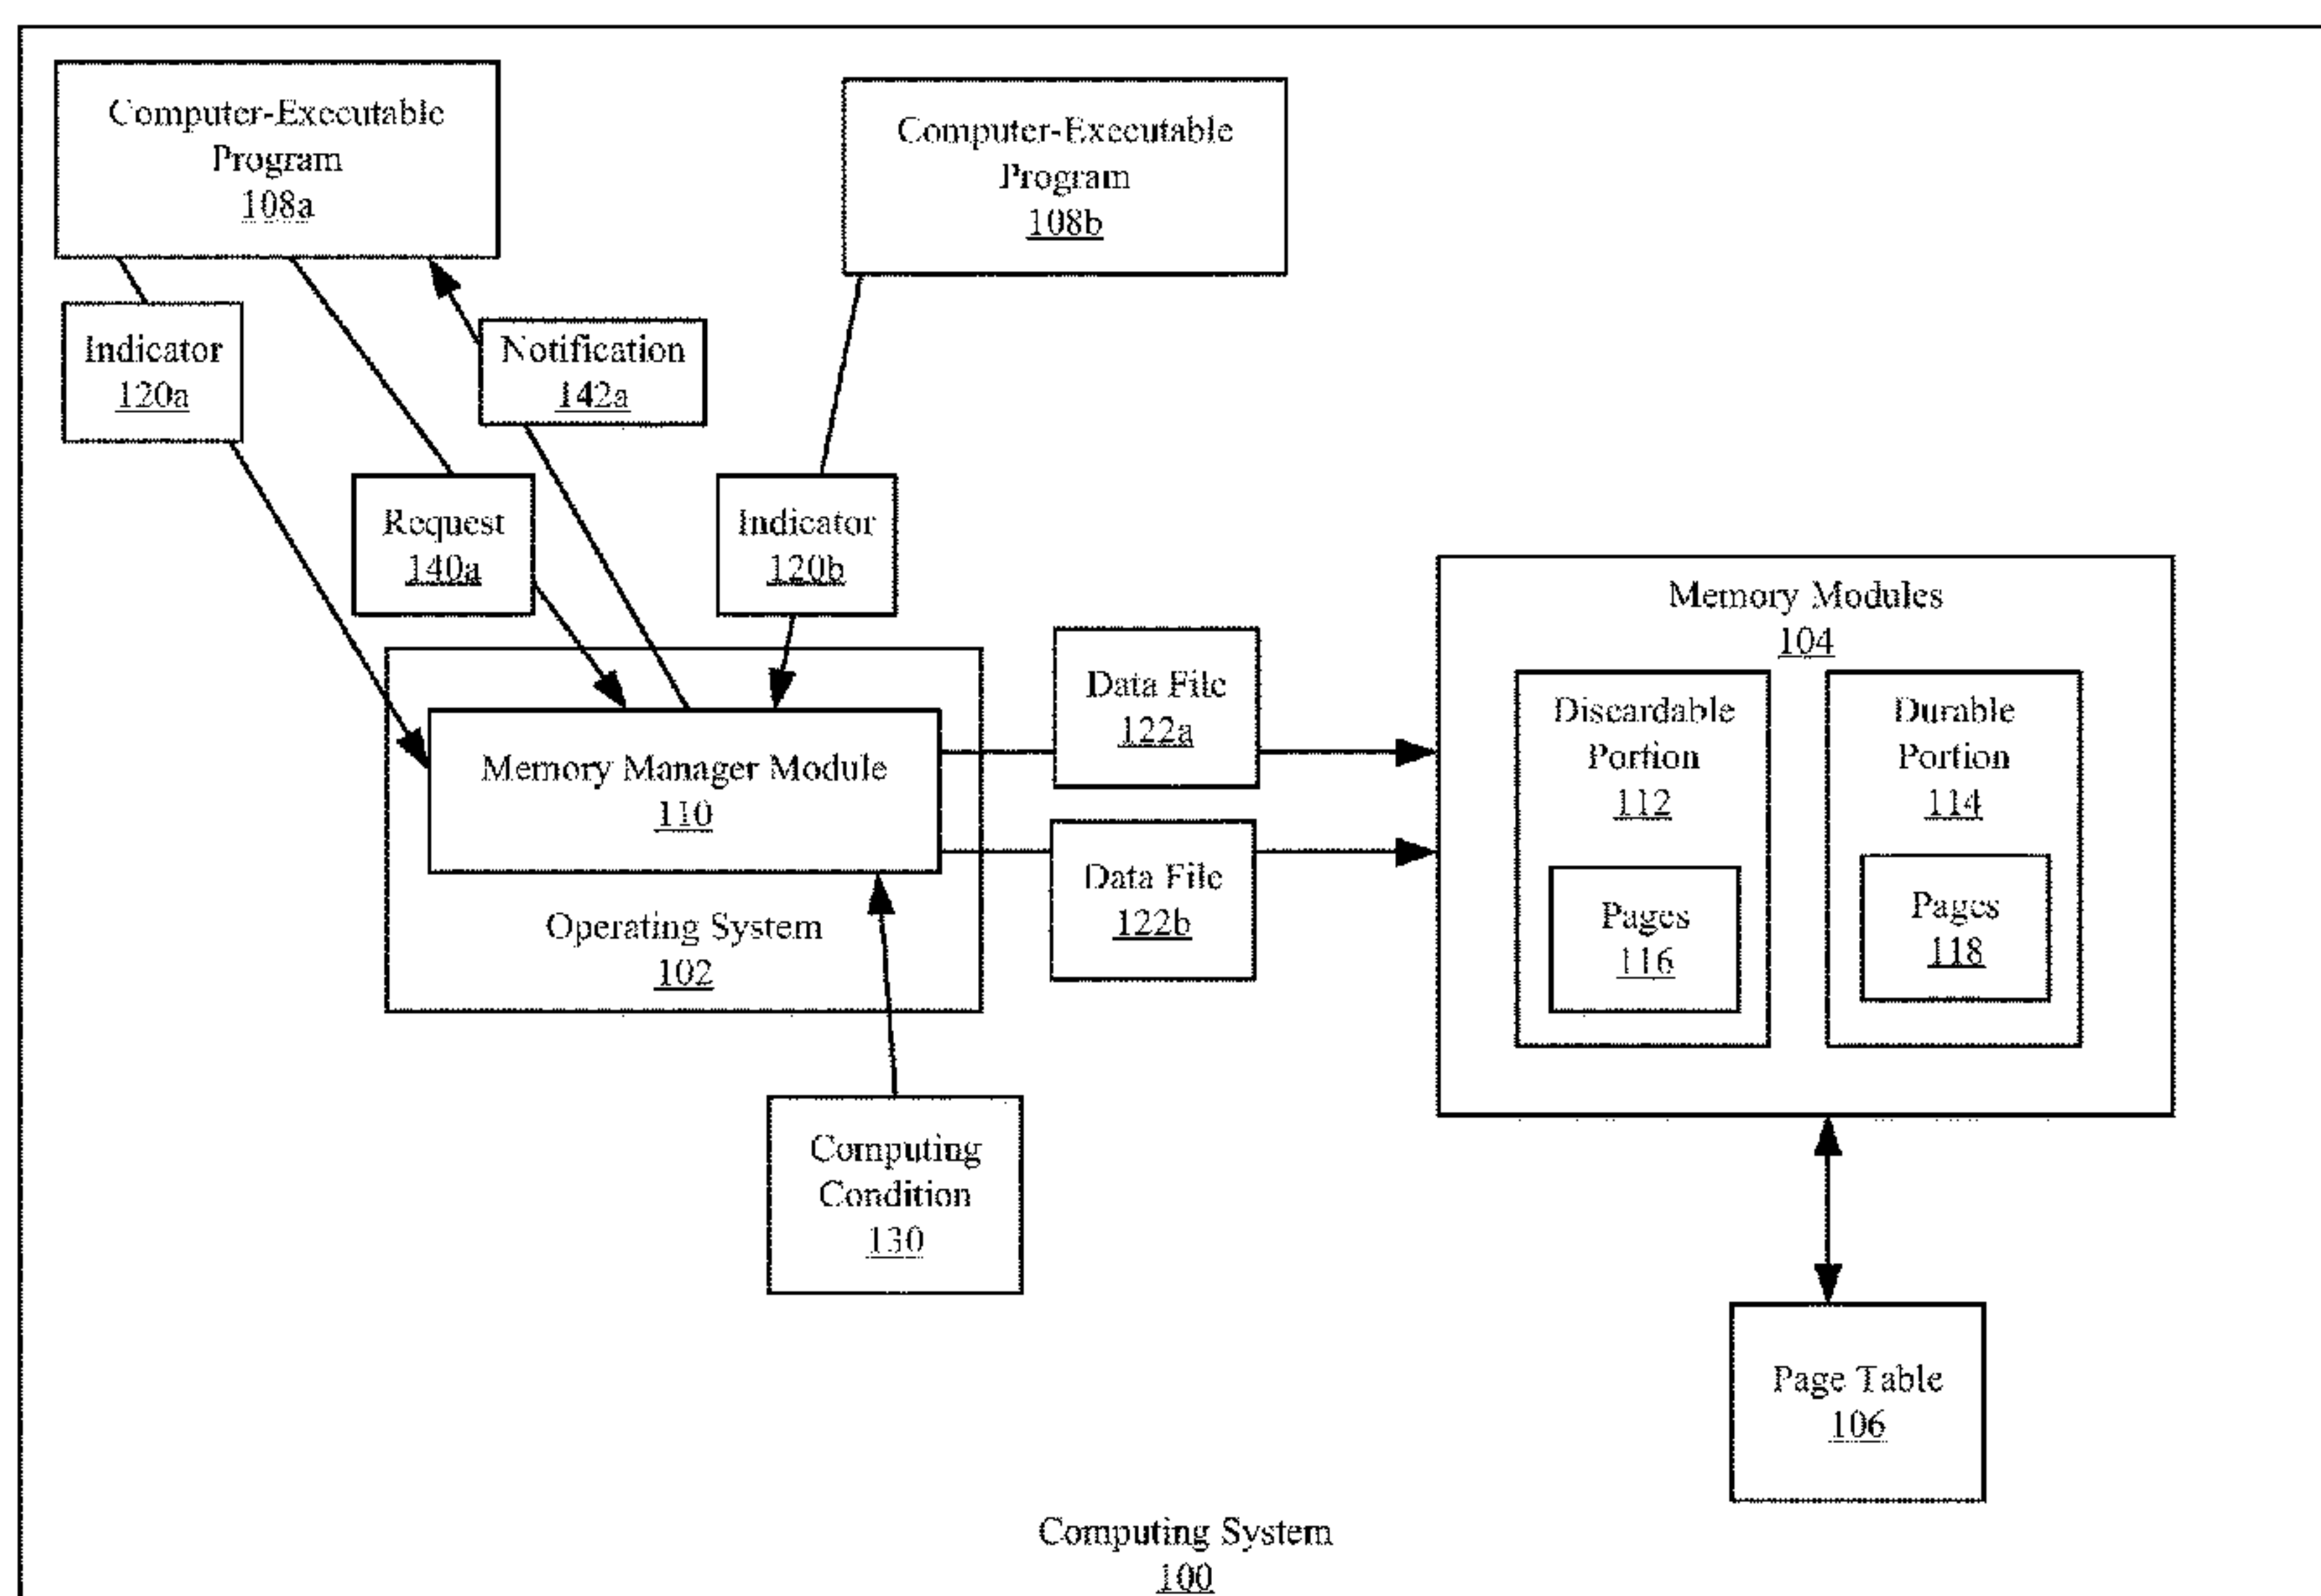 Computer-Executable
Program
108a
Computer-Executable
Program
108b
Indicator
120a
Notification
142a
Request
140a
Indicator
120b
Memory Manager Module
110
Operating System
102
Data File
122a
Data File
122b
Computing
Condition
130
Memory Modules
104
Discardable
Portion
112
Pages
116
Durable
Portion
114
Pages
118
Page Table
106
Computing System
100